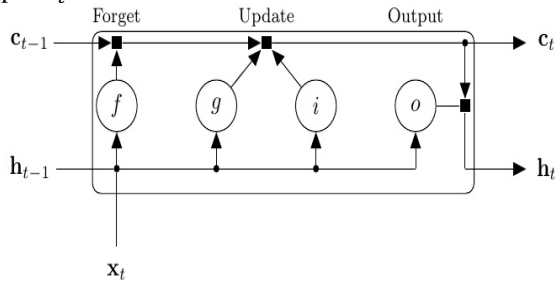 Forget Update Output
c_{t−1} c_t
f g i o
h_{t−1} h_t
x_t